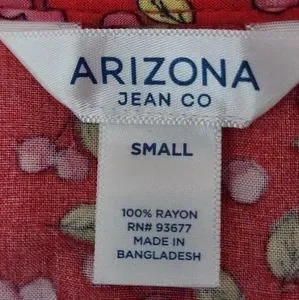 ARIZONA
JEAN CO
SMALL
100% RAYON
RN# 93677
MADE IN
BANGLADESH